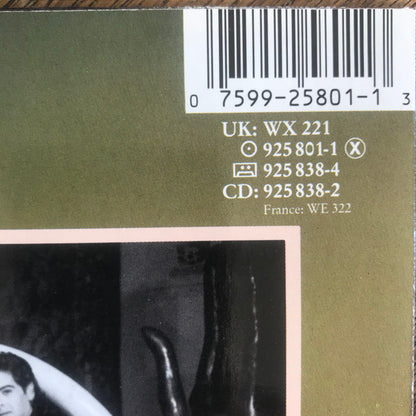 0 7599-25801-1 3
UK: WX 221
925 801-1 X
925 838-4
CD: 925 838-2
France: WE 322